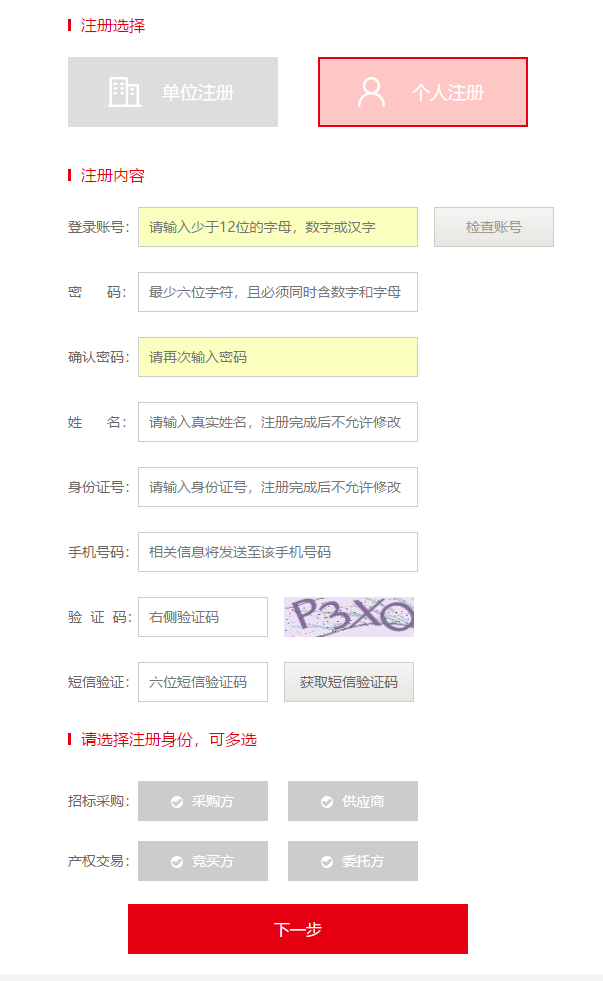 注册选择
单位注册 个人注册
注册内容
登录账号： 请输入少于12位的字母，数字或汉字 检查账号
密 码： 最少六位字符，且必须同时含数字和字母
确认密码： 请再次输入密码
姓 名： 请输入真实姓名，注册完成后不允许修改
身份证号： 请输入身份证号，注册完成后不允许修改
手机号码： 相关信息将发送至该手机号码
验 证 码： 右侧验证码 P3XO
短信验证： 六位短信验证码 获取短信验证码
请选择注册身份，可多选
招标采购： 采购方 供应商
产权交易： 竞买方 委托方
下一步